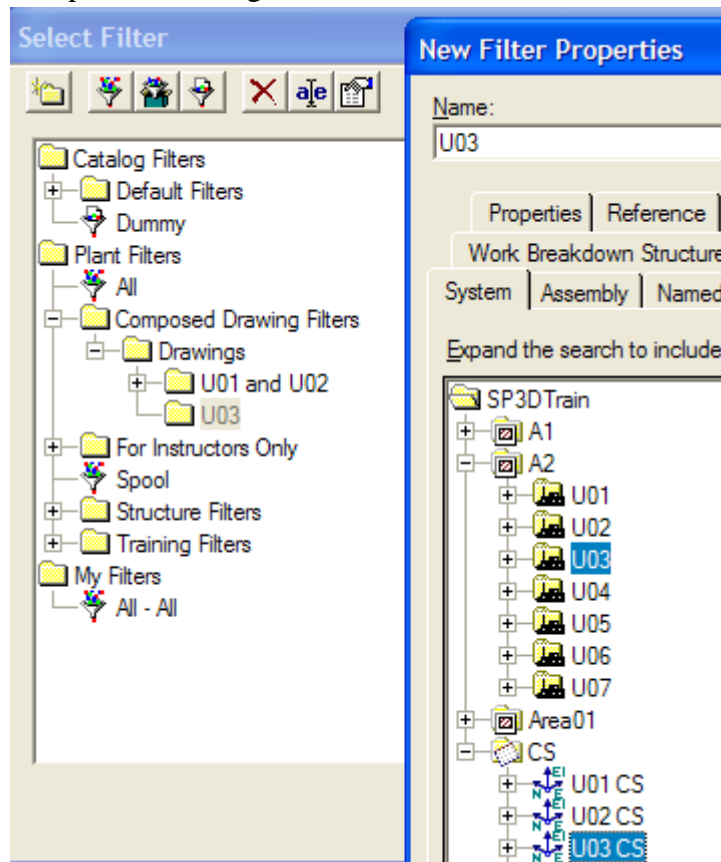 Select Filter
Catalog Filters
Default Filters
Dummy
Plant Filters
All
Composed Drawing Filters
Drawings
U01 and U02
U03
For Instructors Only
Spool
Structure Filters
Training Filters
My Filters
All - All
New Filter Properties
Name:
U03
Properties Reference
Work Breakdown Structure
System Assembly Named
Expand the search to include
SP3DTrain
A1
A2
U01
U02
U03
U04
U05
U06
U07
Area01
CS
U01 CS
U02 CS
U03 CS